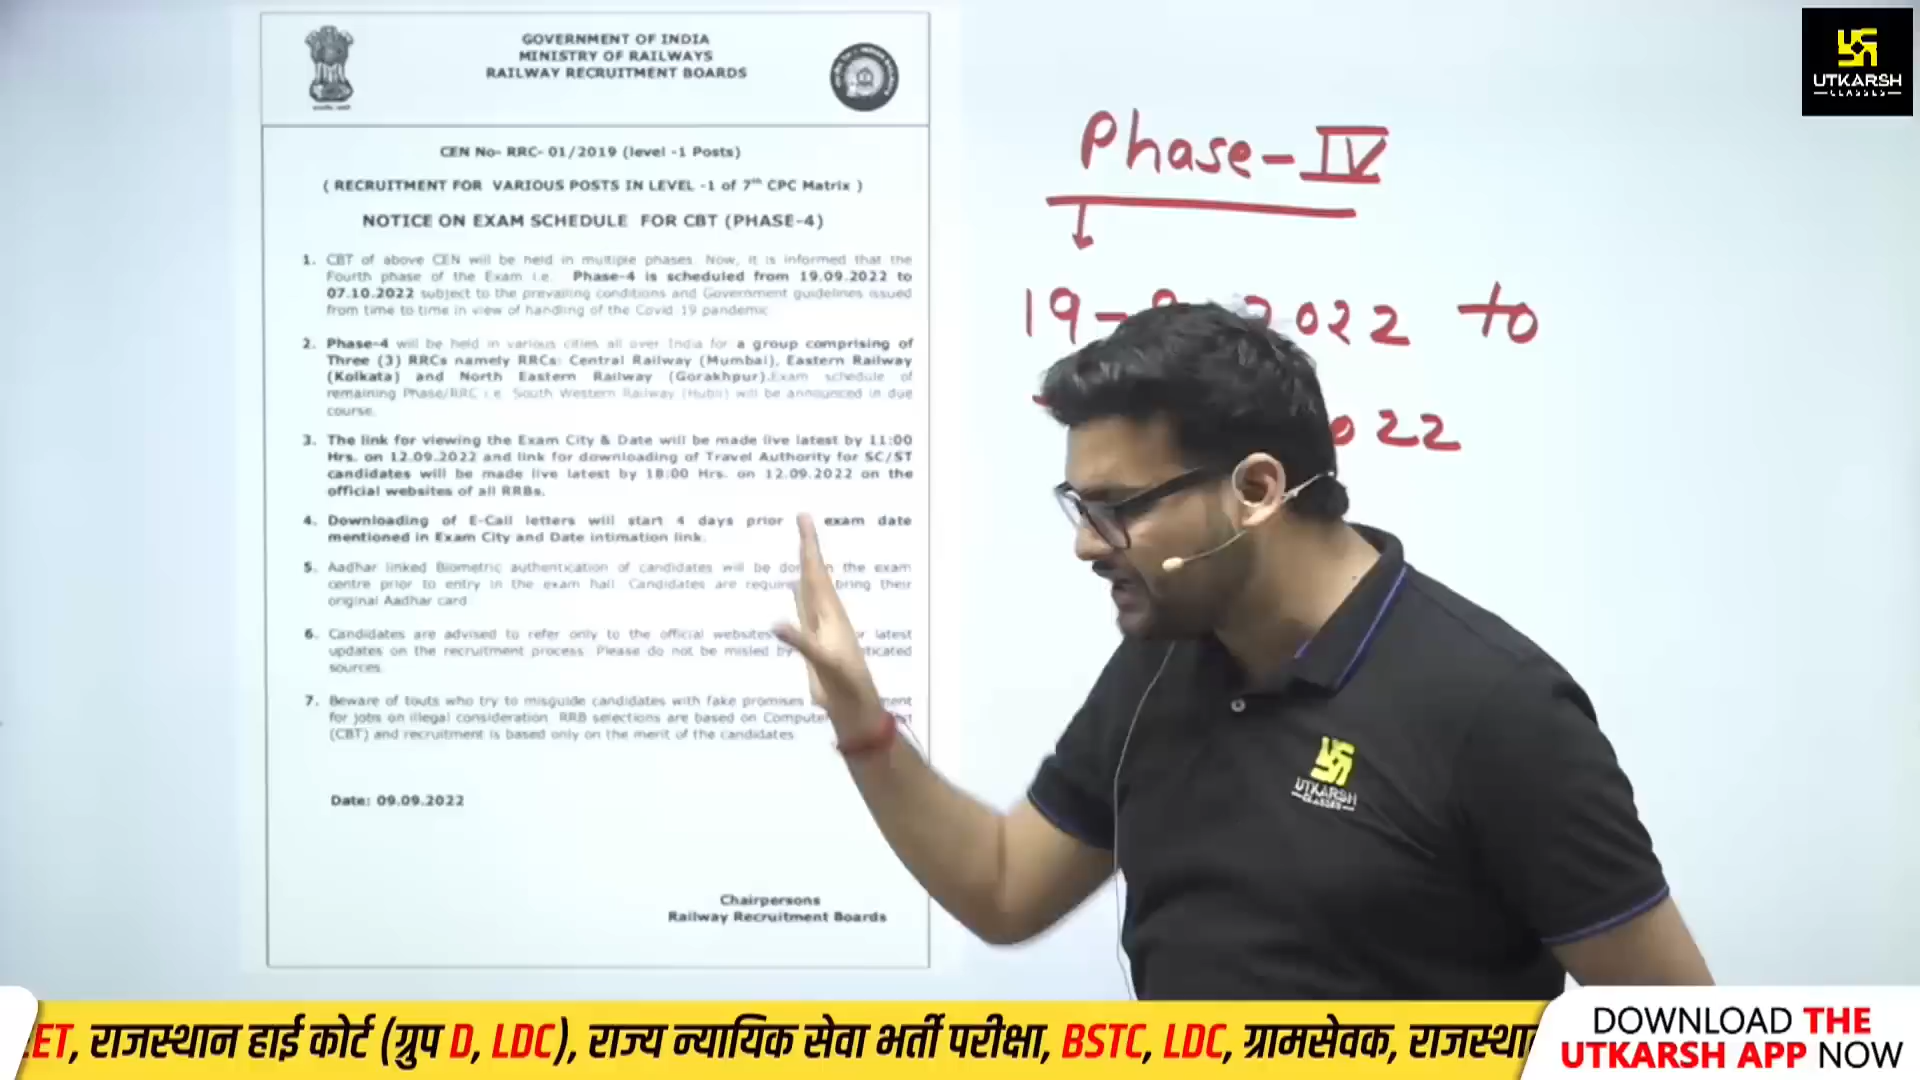 GOVERNMENT OF INDIA
MINISTRY OF RAILWAYS
RAILWAY RECRUITMENT BOARDS
CEN No- RRC- 01/2019 (level -1 Posts)
( RECRUITMENT FOR VARIOUS POSTS IN LEVEL -1 of 7th CPC Matrix )
NOTICE ON EXAM SCHEDULE FOR CBT (PHASE-4)
1. CBT of above CEN will be held in multiple phases. Now, it is informed that the
Fourth phase of the Exam i.e. Phase-4 is scheduled from 19.09.2022 to
07.10.2022 subject to the prevailing conditions and Government guidelines issued
from time to time in view of handling of the Covid 19 pandemic
2. Phase-4 will be held in various cities all over India for a group comprising of
Three (3) RRCs namely RRCs: Central Railway (Mumbai), Eastern Railway
(Kolkata) and North Eastern Railway (Gorakhpur).Exam schedule of
remaining Phase/RRC i.e. South Western Railway (Hubli) will be announced in due
course.
3. The link for viewing the Exam City & Date will be made live latest by 11:00
Hrs. on 12.09.2022 and link for downloading of Travel Authority for SC/ST
candidates will be made live latest by 18:00 Hrs. on 12.09.2022 on the
official websites of all RRBs.
4. Downloading of E-Call letters will start 4 days prior exam date
mentioned in Exam City and Date intimation link.
5. Aadhar linked Biometric authentication of candidates will be the exam
centre prior to entry in the exam hall. Candidates are bring their
original Aadhar card
6. Candidates are advised to refer only to the official websites latest
updates on the recruitment process. Please do not be misled by
sources.
7. Beware of touts who try to misguide candidates with fake promises
for jobs on illegal consideration. RRB selections are based on
(CBT) and recruitment is based only on the merit of the candidates
Date: 09.09.2022
Chairpersons
Railway Recruitment Boards
Phase-IV
19- 2022 to
022
UTKARSH
CLASSES
UTKARSH
CLASSES
राजस्थान हाई कोर्ट (ग्रुप D, LDC), राज्य न्यायिक सेवा भर्ती परीक्षा, BSTC, LDC, ग्रामसेवक,
DOWNLOAD THE
UTKARSH APP NOW